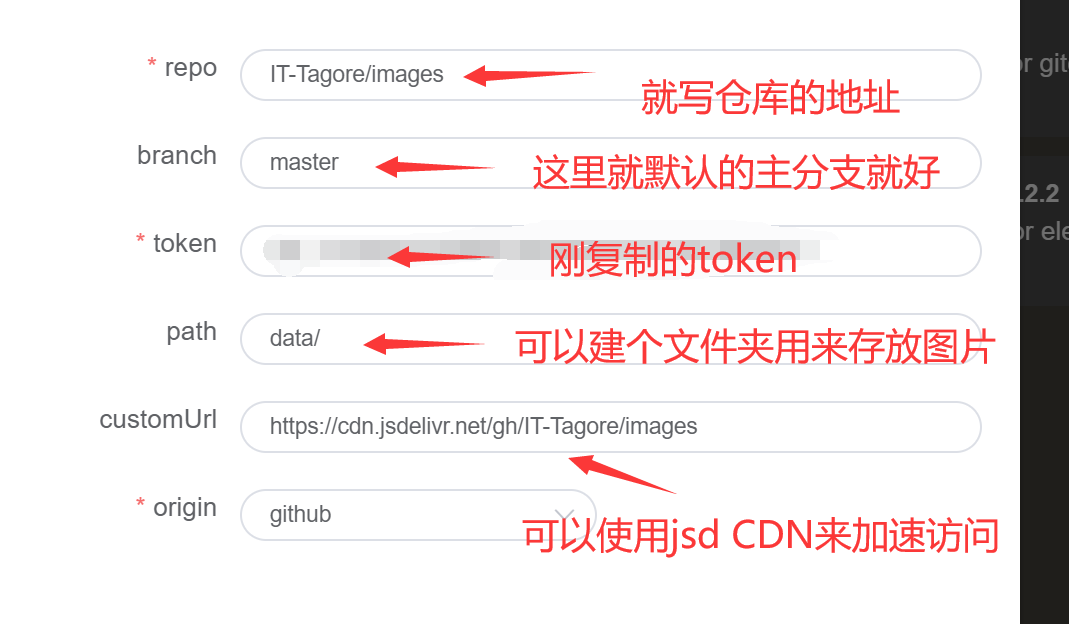 * repo IT-Tagore/images
就写仓库的地址
or git
branch master
这里就默认的主分支就好
.2.2
* token
刚复制的token
or ele
path data/
可以建个文件夹用来存放图片
customUrl https://cdn.jsdelivr.net/gh/IT-Tagore/images
* origin github
可以使用jsd CDN来加速访问